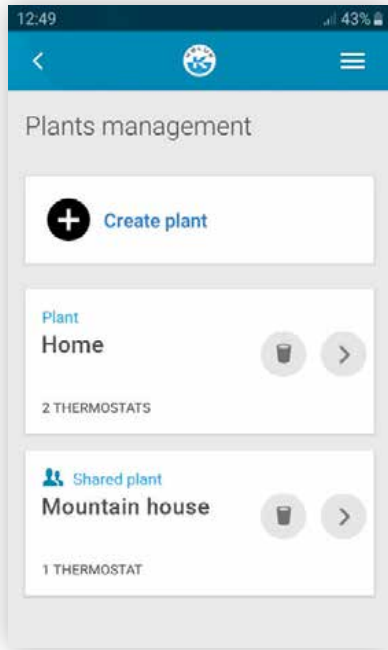 12:49
43%
Plants management
Create plant
Plant
Home
2 THERMOSTATS
Shared plant
Mountain house
1 THERMOSTAT